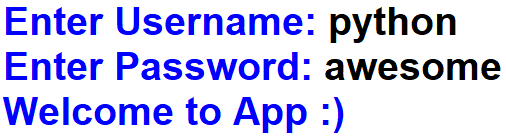 Enter Username: python
Enter Password: awesome
Welcome to App :)